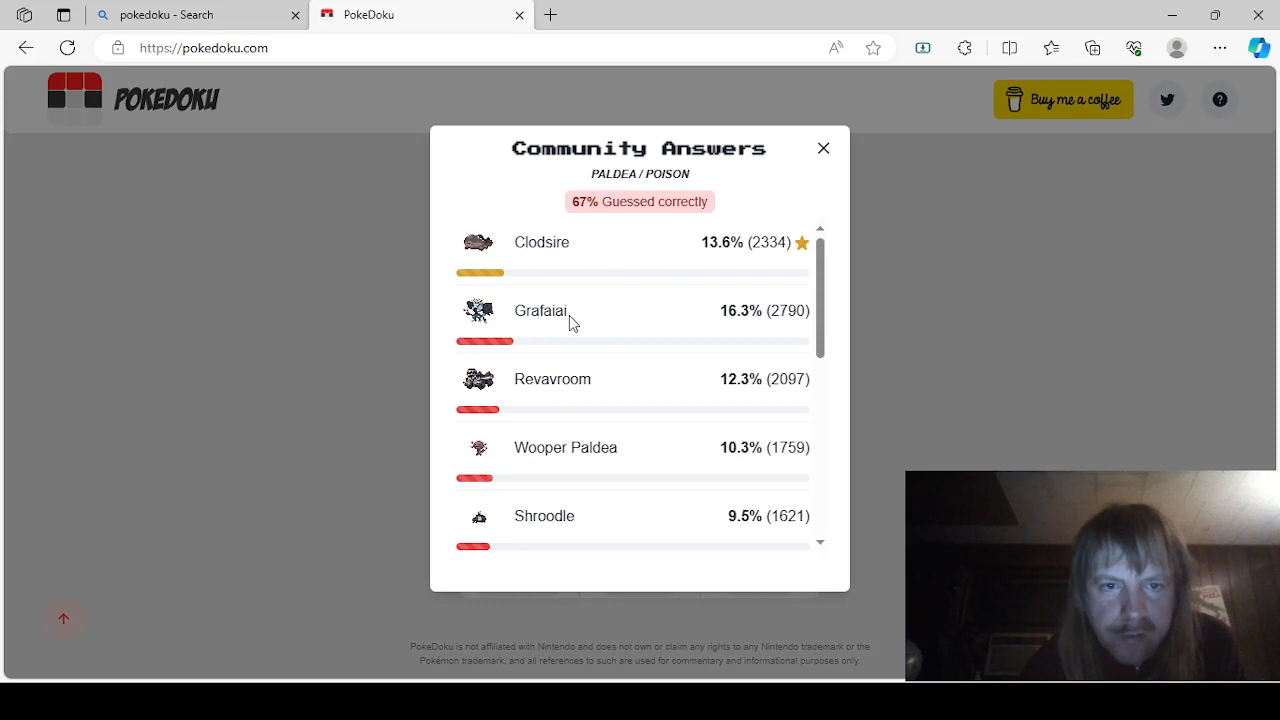 pokedoku - Search
PokeDoku
https://pokedoku.com
POKEDOKU
Buy me a coffee
Community Answers
PALDEA / POISON
67% Guessed correctly
Clodsire 13.6% (2334)
Grafaiai 16.3% (2790)
Revavroom 12.3% (2097)
Wooper Paldea 10.3% (1759)
Shroodle 9.5% (1621)
PokeDoku is not affiliated with Nintendo and does not own or claim any rights to any Nintendo trademark or the
Pokémon trademark, and all references to such are used for commentary and informational purposes only.